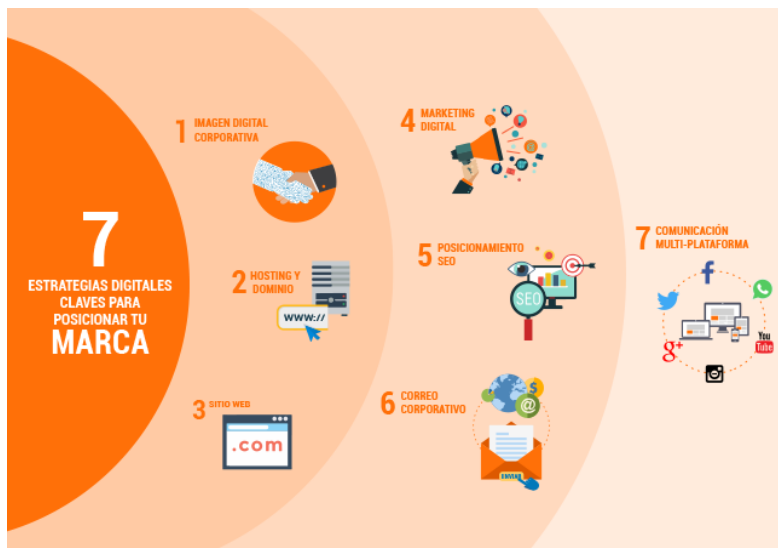 7
ESTRATEGIAS DIGITALES
CLAVES PARA
POSICIONAR TU
MARCA
1 IMAGEN DIGITAL
CORPORATIVA
2 HOSTING Y
DOMINIO
WWW://
3 SITIO WEB
.com
4 MARKETING
DIGITAL
5 POSICIONAMIENTO
SEO
SEO
6 CORREO
CORPORATIVO
$
@
ENVIAR
7 COMUNICACIÓN
MULTI-PLATAFORMA
f
g+
You
Tube